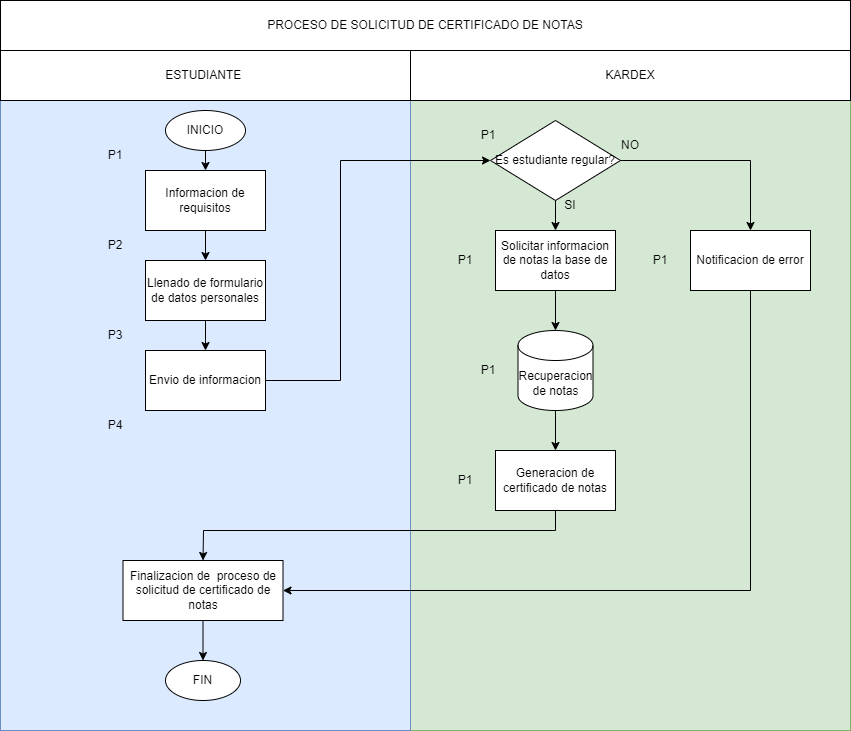 PROCESO DE SOLICITUD DE CERTIFICADO DE NOTAS
ESTUDIANTE
KARDEX
INICIO
P1
Informacion de
requisitos
P2
Llenado de formulario
de datos personales
P3
Envio de informacion
P4
P1
Es estudiante regular?
NO
SI
P1
Solicitar informacion
de notas la base de
datos
P1
Notificacion de error
P1
Recuperacion
de notas
P1
Generacion de
certificado de notas
Finalizacion de  proceso de
solicitud de certificado de
notas
FIN